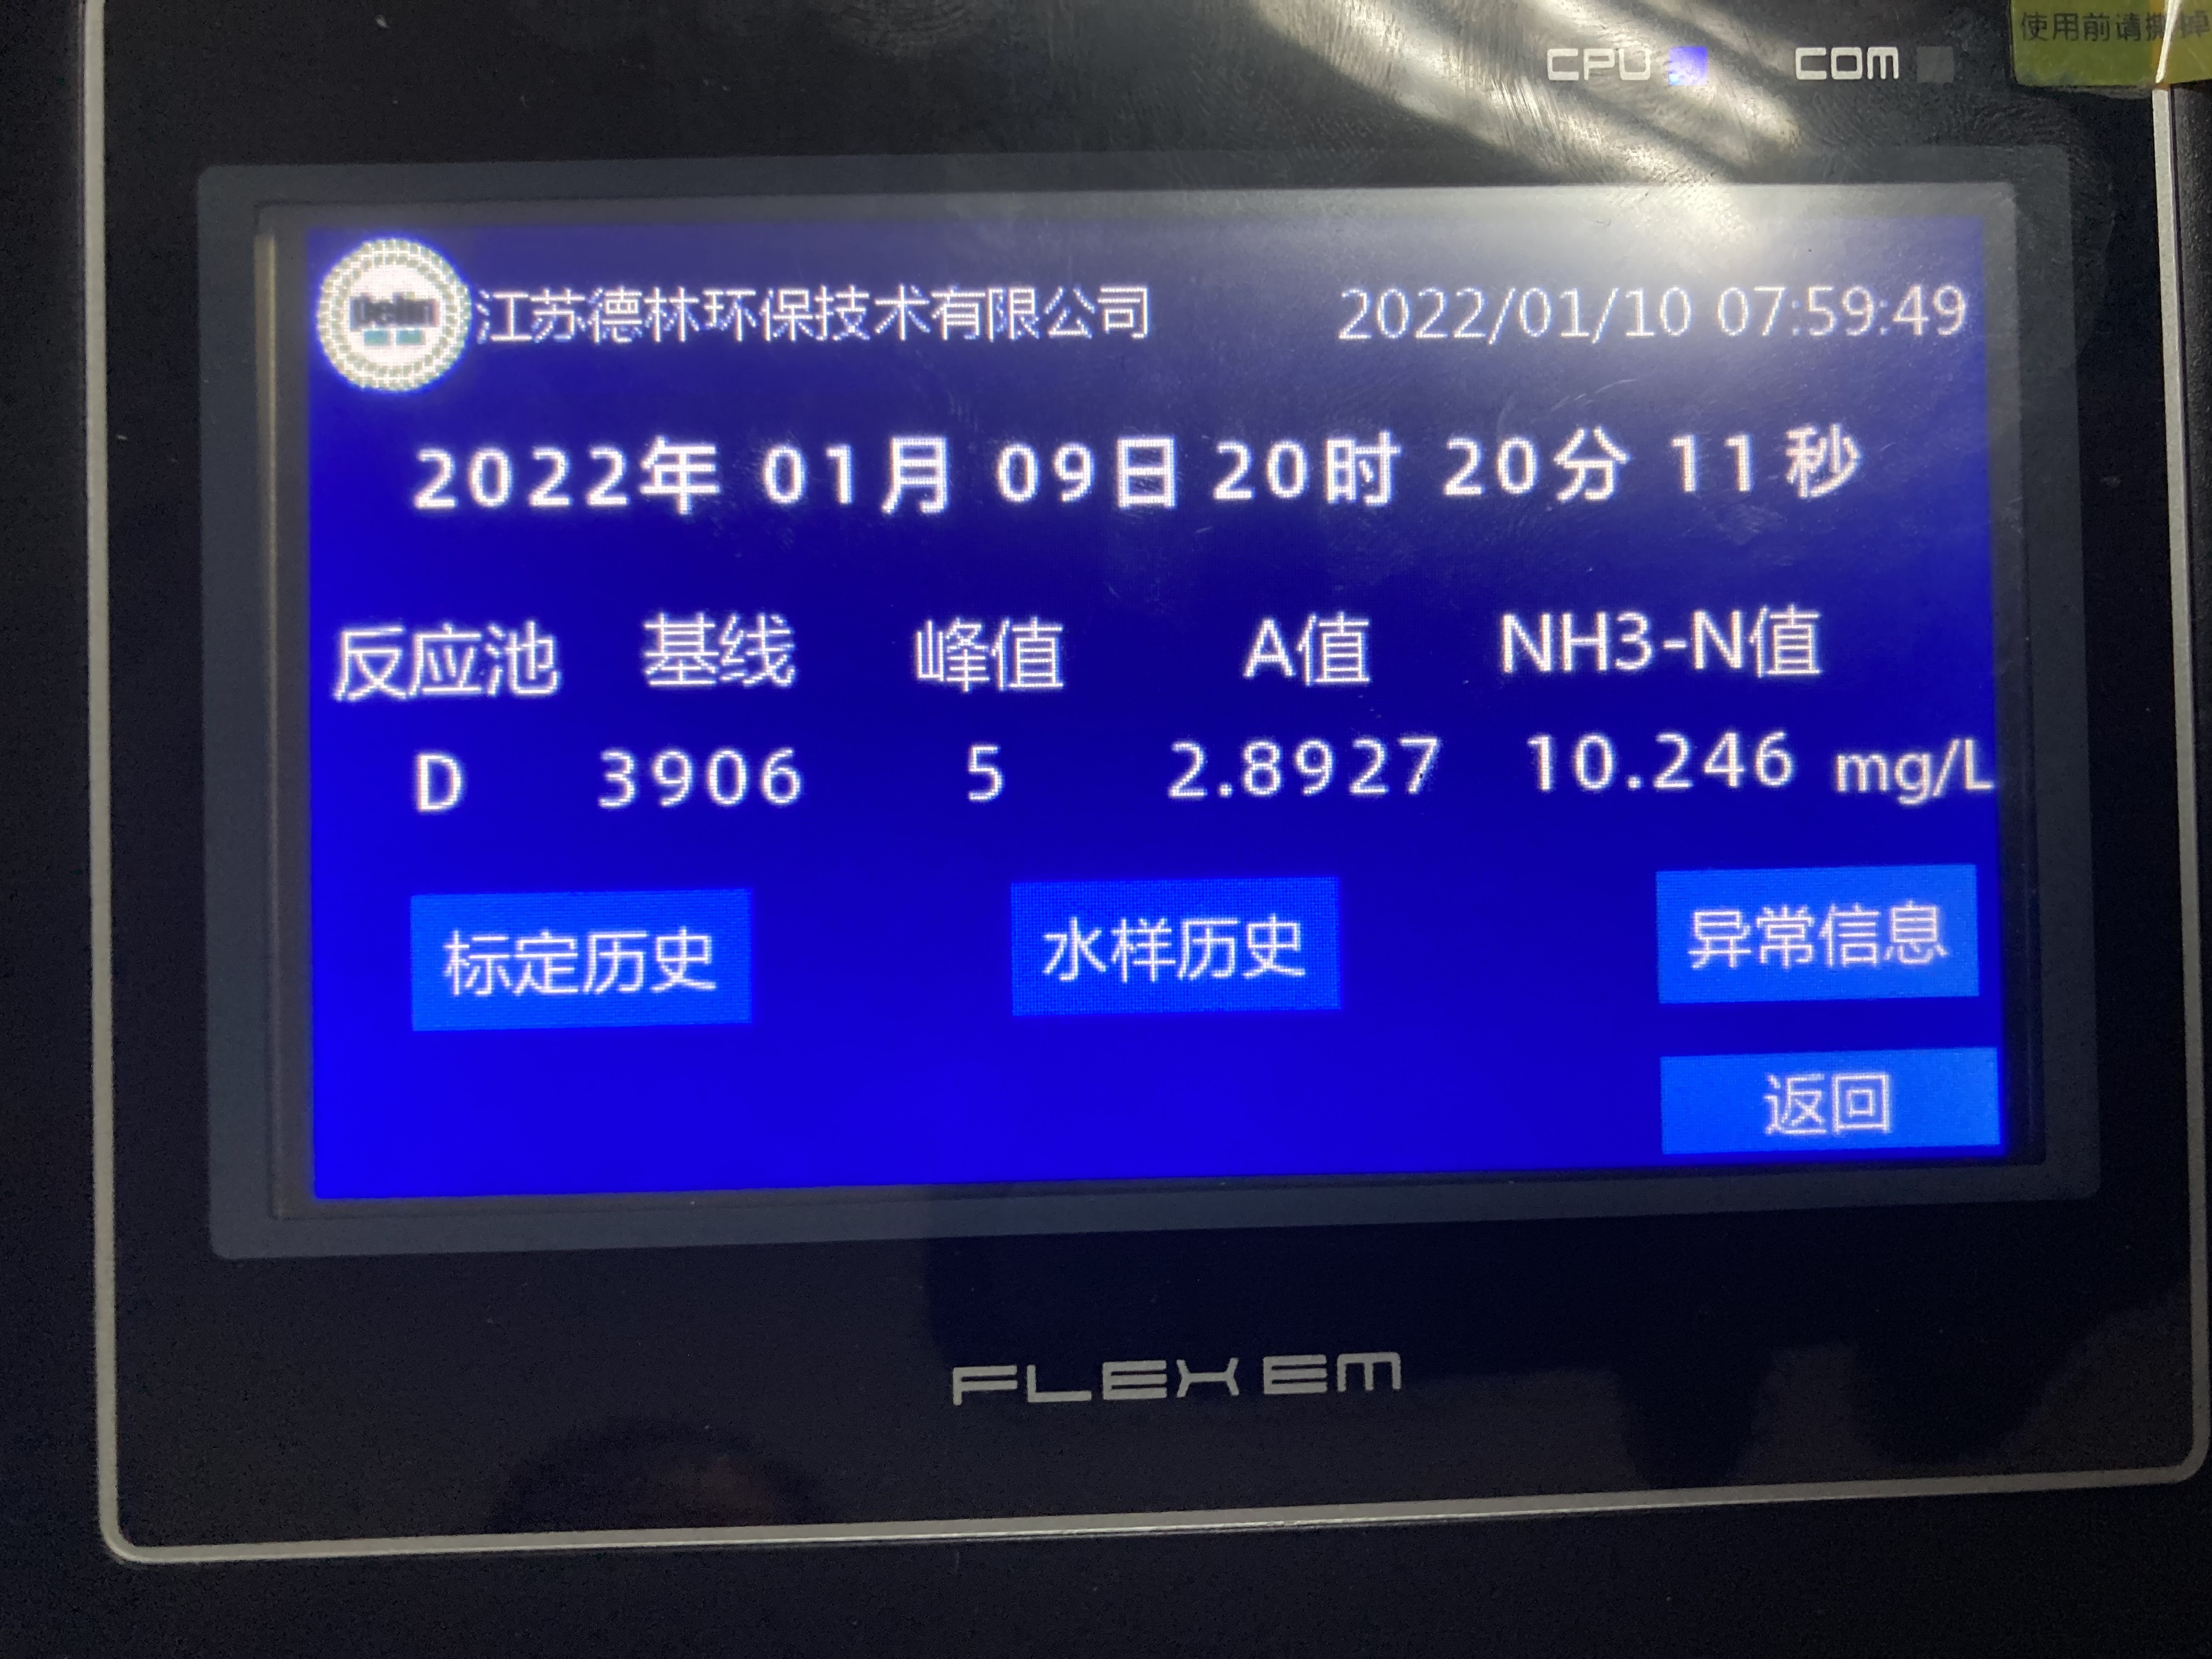 使用前请撕掉
CPU COM
Delin
江苏德林环保技术有限公司 2022/01/10 07:59:49
2022年 01月 09日 20时 20分 11秒
反应池 基线 峰值 A值 NH3-N值
D 3906 5 2.8927 10.246 mg/L
标定历史 水样历史 异常信息
返回
FLEXEM